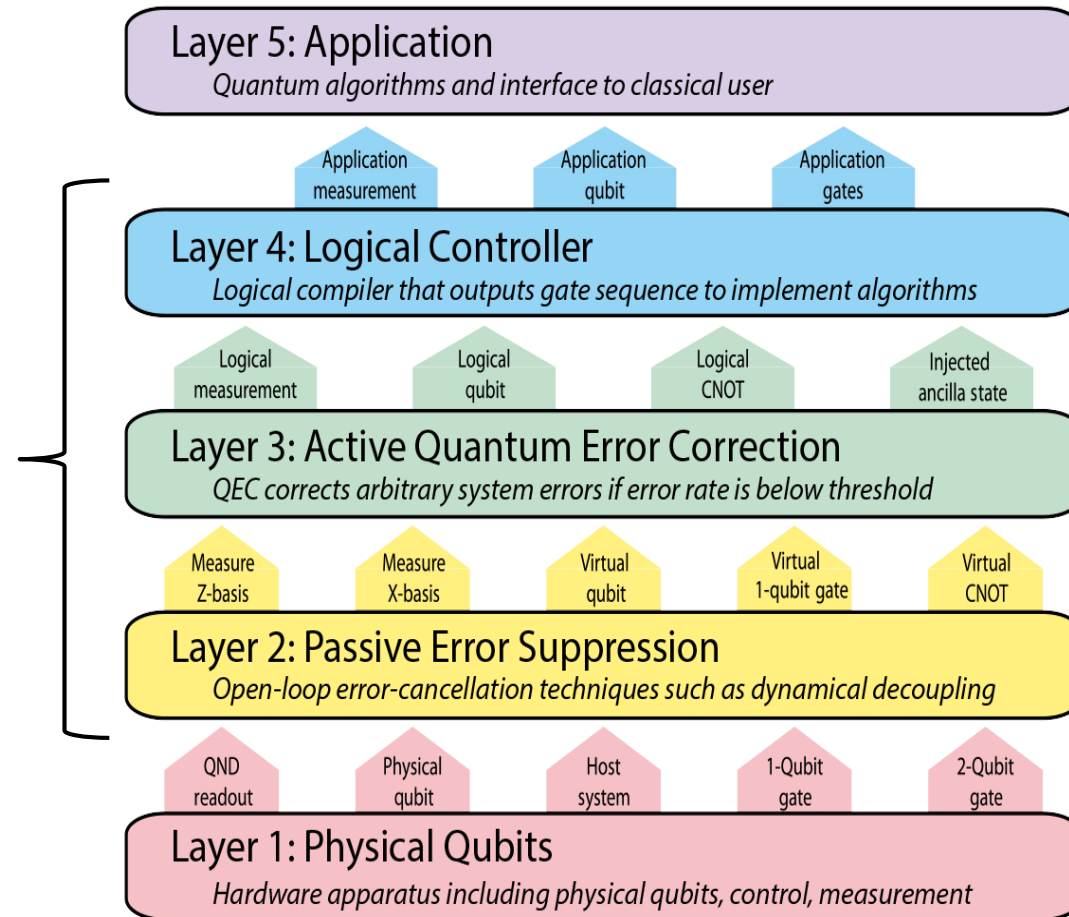 Layer 5: Application
Quantum algorithms and interface to classical user
Application
measurement
Application
qubit
Application
gates
Layer 4: Logical Controller
Logical compiler that outputs gate sequence to implement algorithms
Logical
measurement
Logical
qubit
Logical
CNOT
Injected
ancilla state
Layer 3: Active Quantum Error Correction
QEC corrects arbitrary system errors if error rate is below threshold
Measure
Z-basis
Measure
X-basis
Virtual
qubit
Virtual
1-qubit gate
Virtual
CNOT
Layer 2: Passive Error Suppression
Open-loop error-cancellation techniques such as dynamical decoupling
QND
readout
Physical
qubit
Host
system
1-Qubit
gate
2-Qubit
gate
Layer 1: Physical Qubits
Hardware apparatus including physical qubits, control, measurement